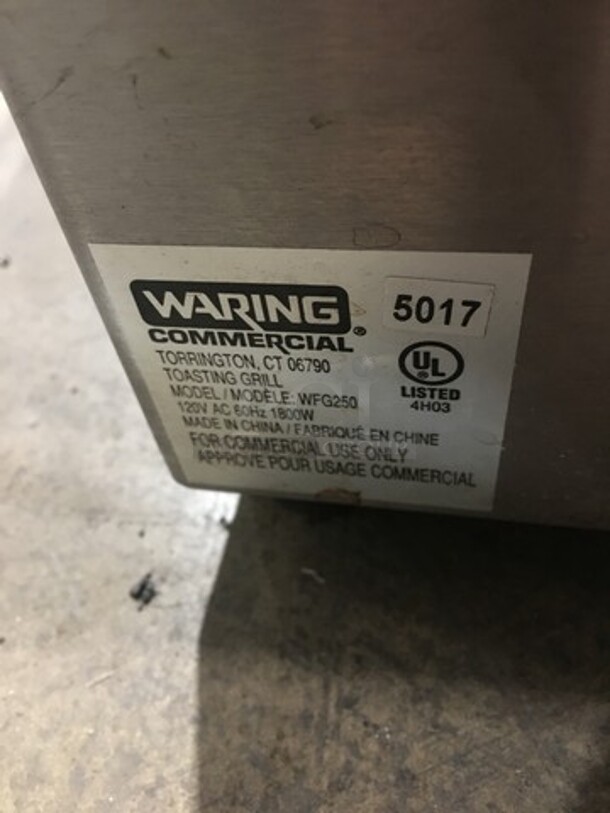 WARING®
COMMERCIAL
5017
TORRINGTON, CT 06790
TOASTING GRILL
MODEL / MODÈLE: WFG250
120V AC 60Hz 1800W
MADE IN CHINA / FABRIQUÉ EN CHINE
FOR COMMERCIAL USE ONLY
APPROVE POUR USAGE COMMERCIAL
UL
LISTED
4H03